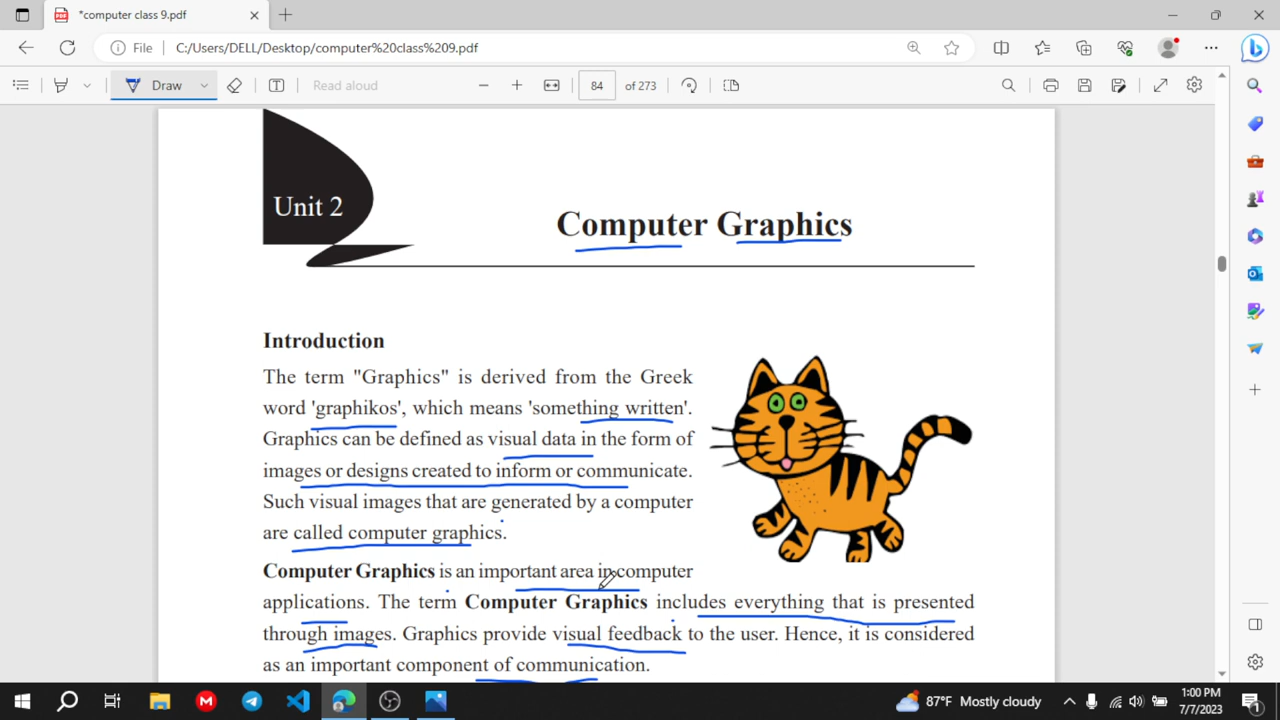 *computer class 9.pdf
File C:/Users/DELL/Desktop/computer%20class%209.pdf
Draw Read aloud 84 of 273
Unit 2
Computer Graphics
Introduction
The term "Graphics" is derived from the Greek
word 'graphikos', which means 'something written'.
Graphics can be defined as visual data in the form of
images or designs created to inform or communicate.
Such visual images that are generated by a computer
are called computer graphics.
Computer Graphics is an important area in computer
applications. The term Computer Graphics includes everything that is presented
through images. Graphics provide visual feedback to the user. Hence, it is considered
as an important component of communication.
87°F Mostly cloudy
1:00 PM
7/7/2023